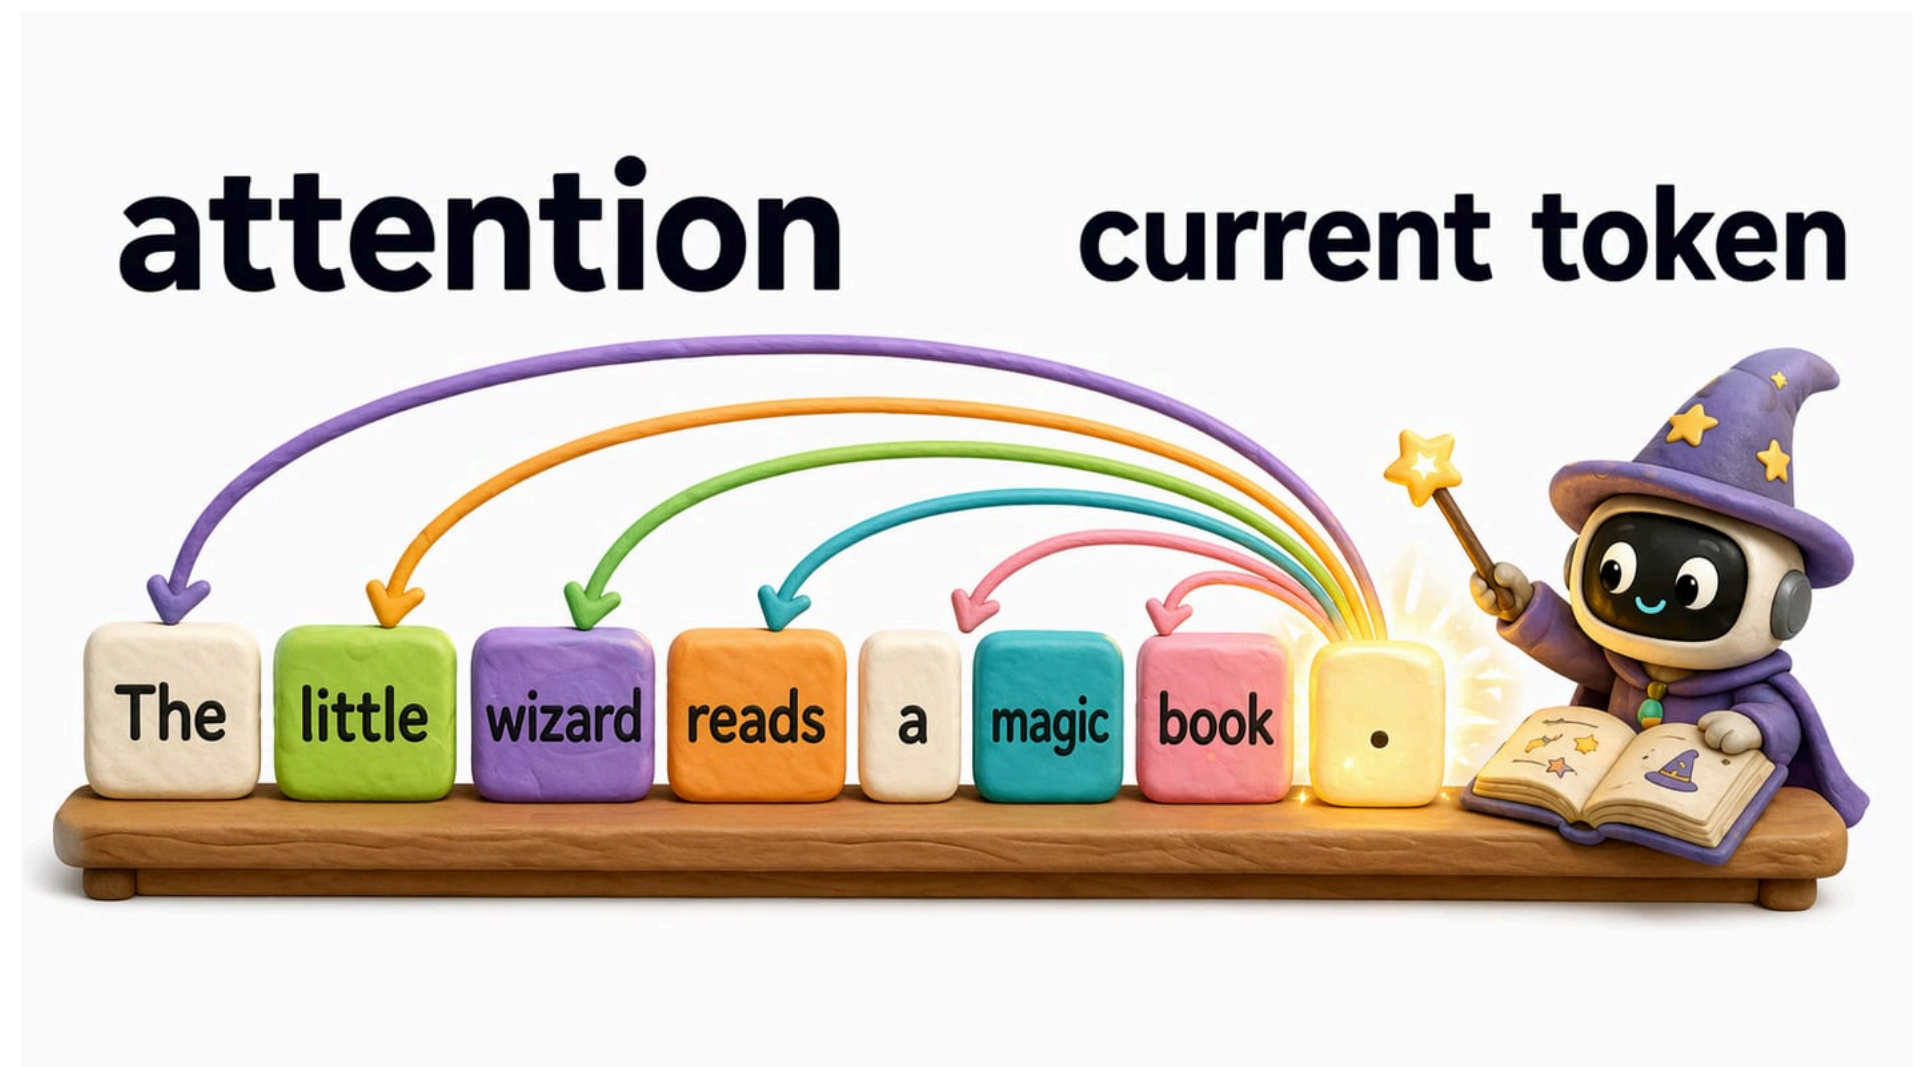 attention current token
The little wizard reads a magic book .